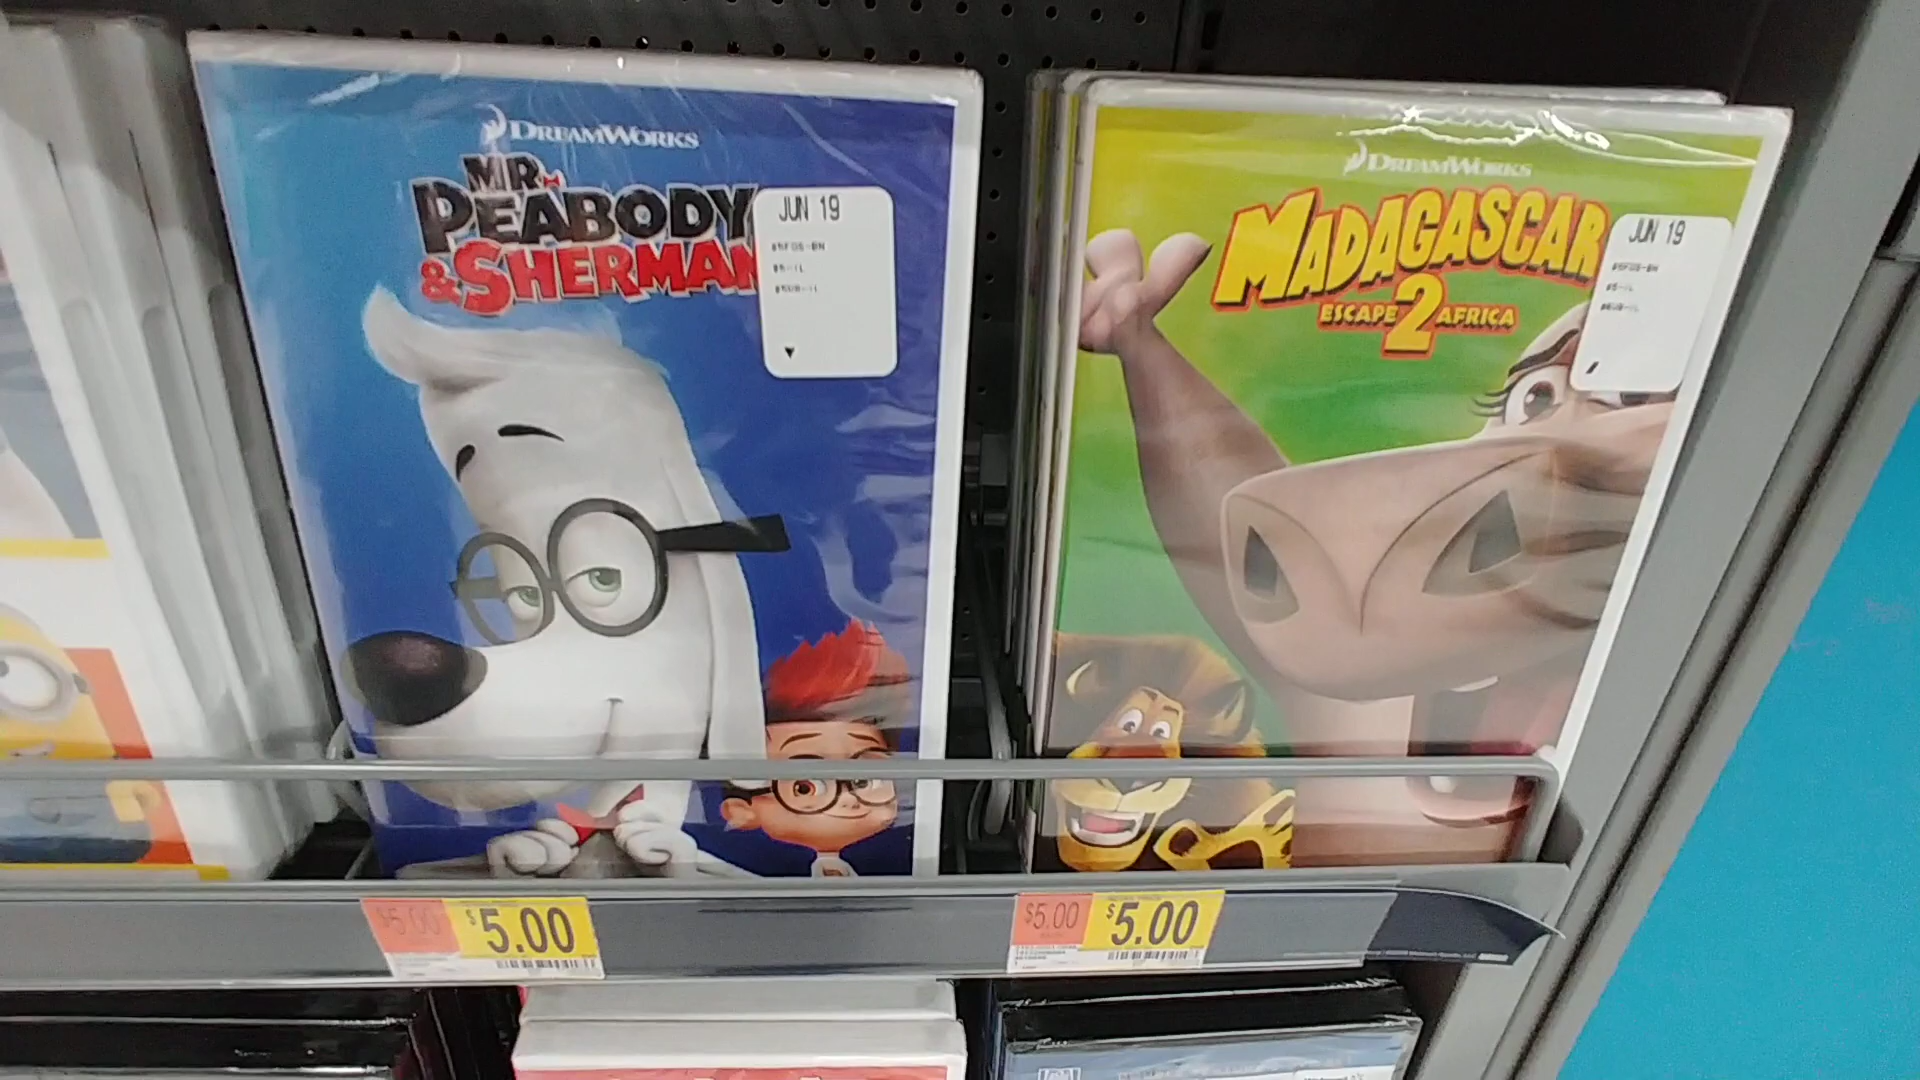 DREAMWORKS
MR.
PEABODY
&SHERMAN
JUN 19
DREAMWORKS
MADAGASCAR
ESCAPE 2 AFRICA
JUN 19
$5.00
$5.00
$5.00
$5.00